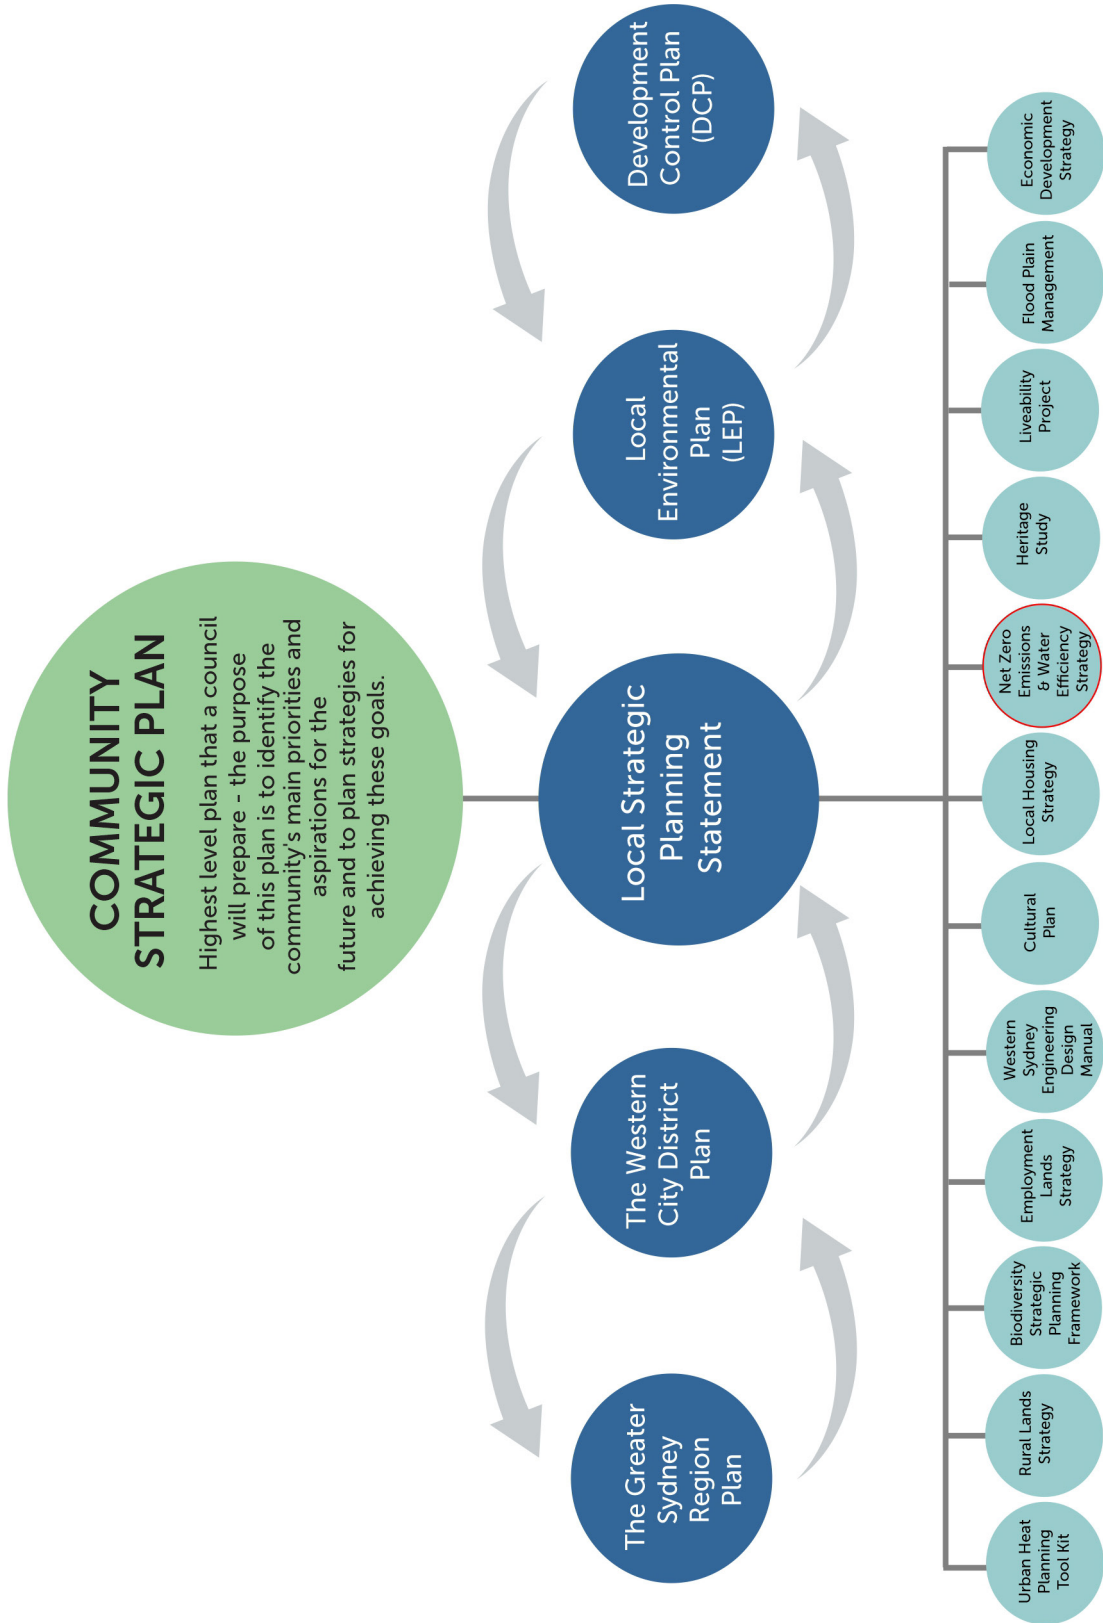 COMMUNITY
STRATEGIC PLAN
Highest level plan that a council
will prepare - the purpose
of this plan is to identify the
community's main priorities and
aspirations for the
future and to plan strategies for
achieving these goals.
The Greater
Sydney
Region
Plan
The Western
City District
Plan
Local Strategic
Planning
Statement
Local
Environmental
Plan
(LEP)
Development
Control Plan
(DCP)
Urban Heat
Planning
Tool Kit
Rural Lands
Strategy
Biodiversity
Strategic
Planning
Framework
Employment
Lands
Strategy
Western
Sydney
Engineering
Design
Manual
Cultural
Plan
Local Housing
Strategy
Net Zero
Emissions
& Water
Efficiency
Strategy
Heritage
Study
Liveability
Project
Flood Plain
Management
Economic
Development
Strategy